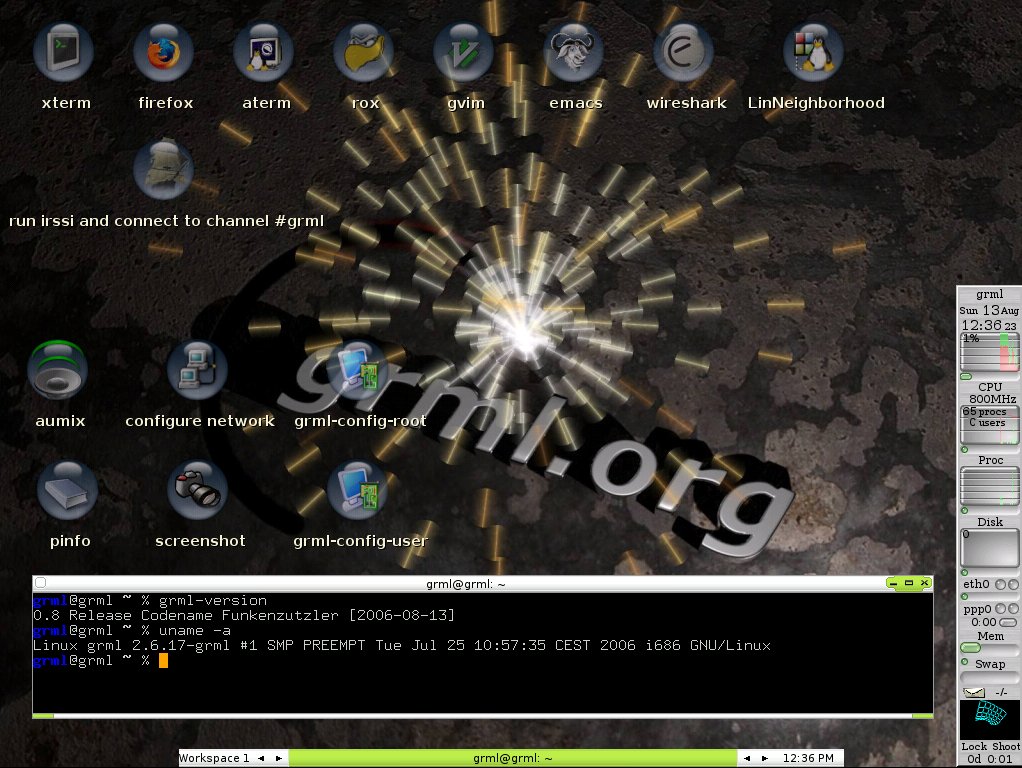 xterm
firefox
aterm
rox
gvim
emacs
wireshark
LinNeighborhood
run irssi and connect to channel #grml
grml.org
aumix
configure network
grml-config-root
pinfo
screenshot
grml-config-user
grml@grml: ~
grml@grml ~ % grml-version
0.8 Release Codename Funkenzutzler [2006-08-13]
grml@grml ~ % uname -a
Linux grml 2.6.17-grml #1 SMP PREEMPT Tue Jul 25 10:57:35 CEST 2006 i686 GNU/Linux
grml@grml ~ %
grml
Sun 13 Aug
12:36 23
1%
CPU
800MHz
65 procs
0 users
Proc
Disk
0
eth0
ppp0
0:00
Mem
Swap
-/-
Lock Shoot
0d 0:01
Workspace 1
grml@grml: ~
12:36 PM